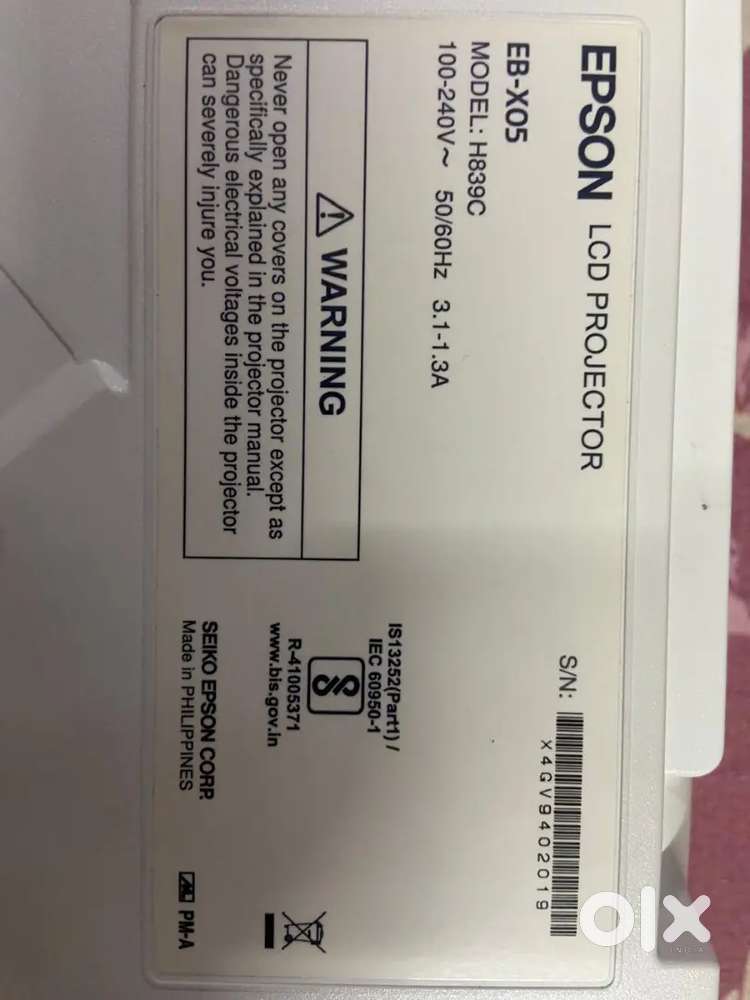 EPSON LCD PROJECTOR
EB-X05
MODEL: H839C
100-240V~ 50/60Hz 3.1-1.3A
WARNING
Never open any covers on the projector except as
specifically explained in the projector manual.
Dangerous electrical voltages inside the projector
can severely injure you.
S/N:
X4GV9402019
IS13252(Part1) /
IEC 60950-1
R-41005371
www.bis.gov.in
SEIKO EPSON CORP.
Made in PHILIPPINES
PM-A
olx
INDIA